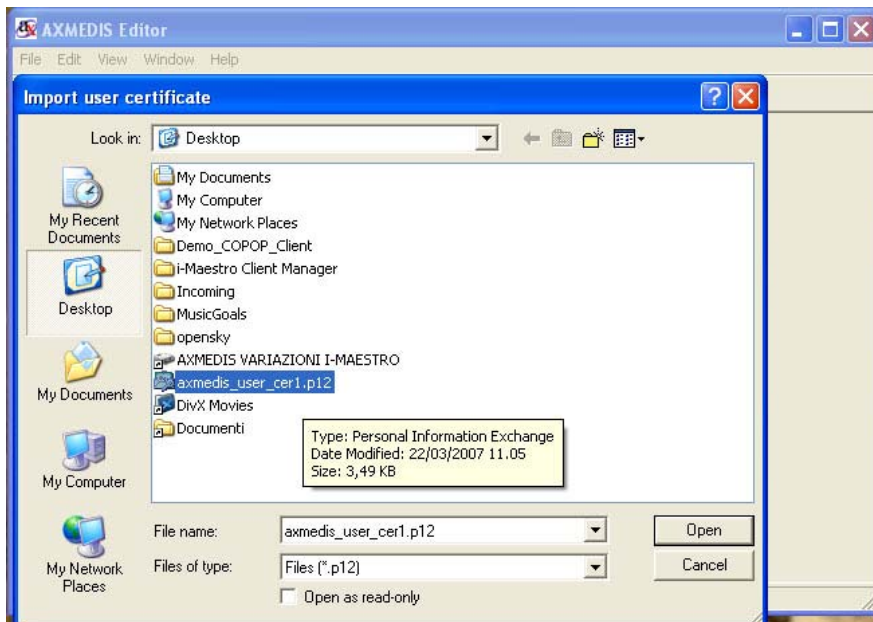 AXMEDIS Editor
File Edit View Window Help
Import user certificate
Look in: Desktop
My Recent
Documents
Desktop
My Documents
My Computer
My Network
Places
My Documents
My Computer
My Network Places
Demo_COPOP_Client
i-Maestro Client Manager
Incoming
MusicGoals
opensky
AXMEDIS VARIAZIONI I-MAESTRO
axmedis_user_cer1.p12
DivX Movies
Documenti
Type: Personal Information Exchange
Date Modified: 22/03/2007 11.05
Size: 3,49 KB
File name: axmedis_user_cer1.p12 Open
Files of type: Files (*.p12) Cancel
Open as read-only